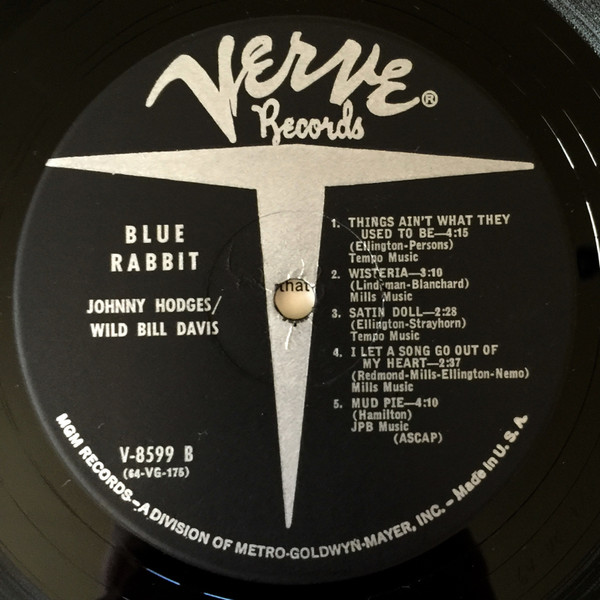 Verve®
Records
BLUE
RABBIT
JOHNNY HODGES/
WILD BILL DAVIS
V-8599 B
(64-VG-175)
1. THINGS AIN'T WHAT THEY
USED TO BE—4:15
(Ellington-Persons)
Tempo Music
2. WISTERIA—3:10
(Lindman-Blanchard)
Mills Music
3. SATIN DOLL—2:28
(Ellington-Strayhorn)
Tempo Music
4. I LET A SONG GO OUT OF
MY HEART—2:37
(Redmond-Mills-Ellington-Nemo)
Mills Music
5. MUD PIE—4:10
(Hamilton)
JPB Music
(ASCAP)
that
MGM RECORDS—A DIVISION OF METRO-GOLDWYN-MAYER, INC. – Made in U. S. A.